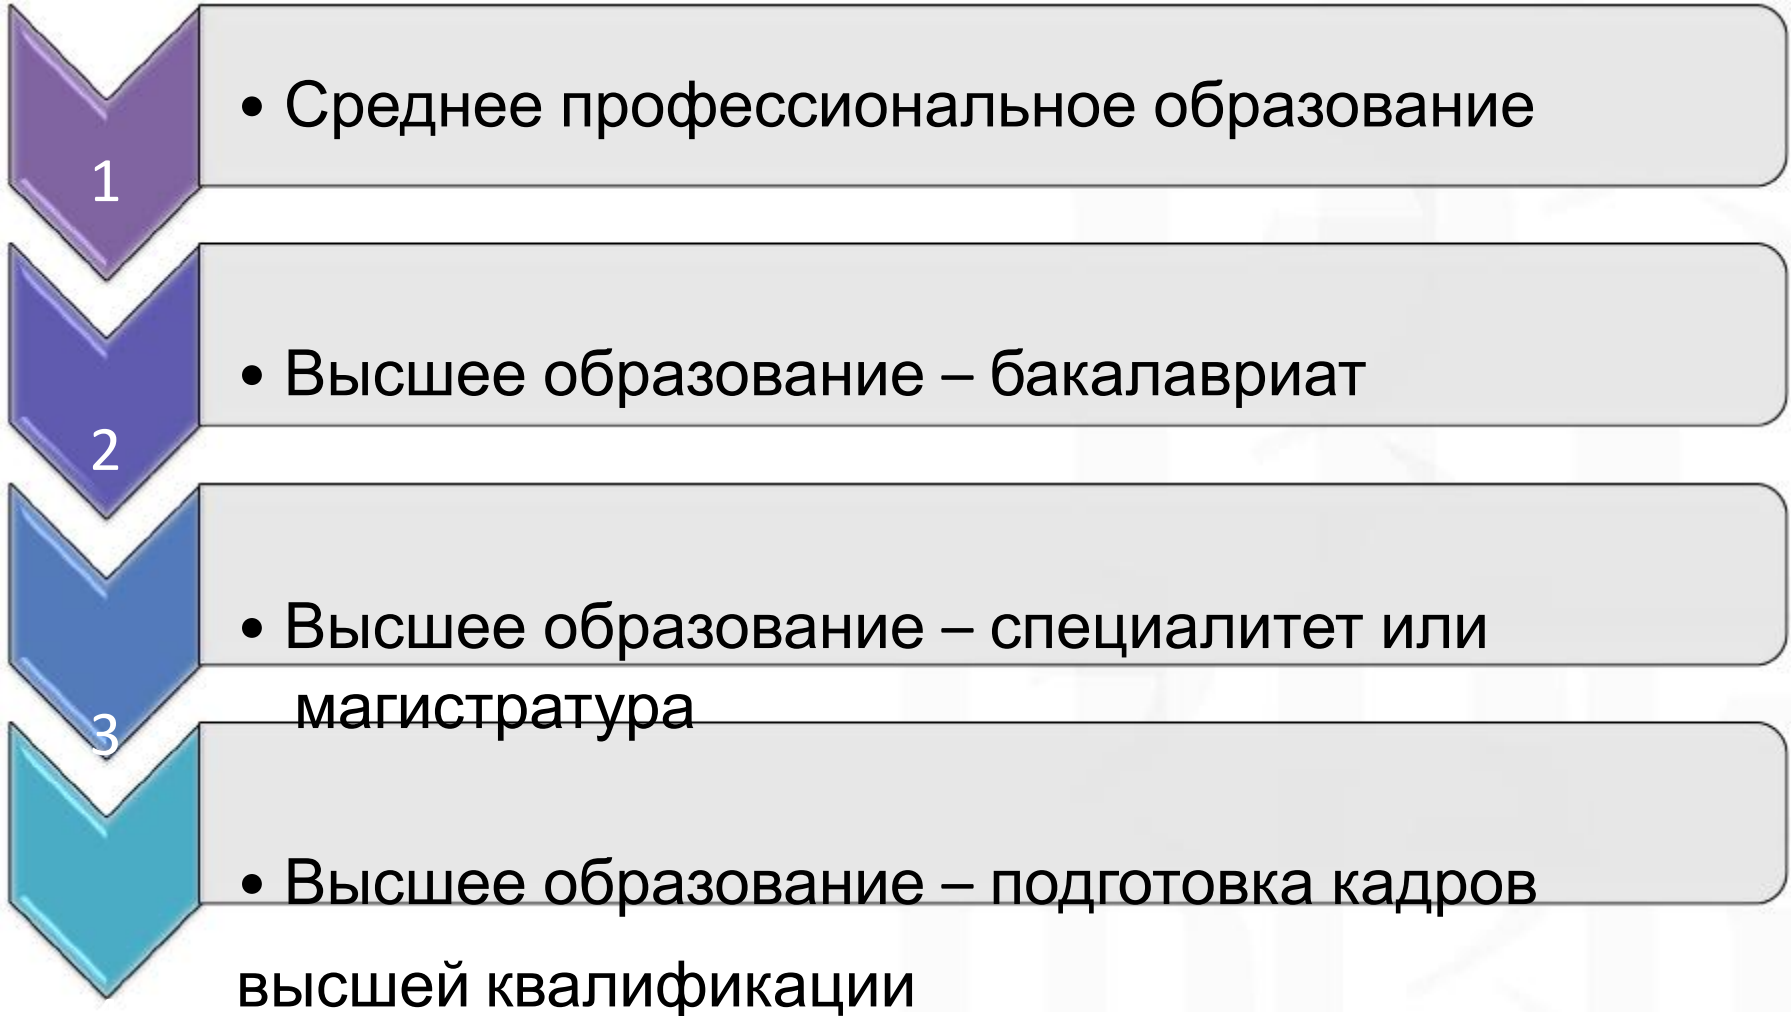 1
• Среднее профессиональное образование
2
• Высшее образование – бакалавриат
3
• Высшее образование – специалитет или
магистратура
• Высшее образование – подготовка кадров
высшей квалификации